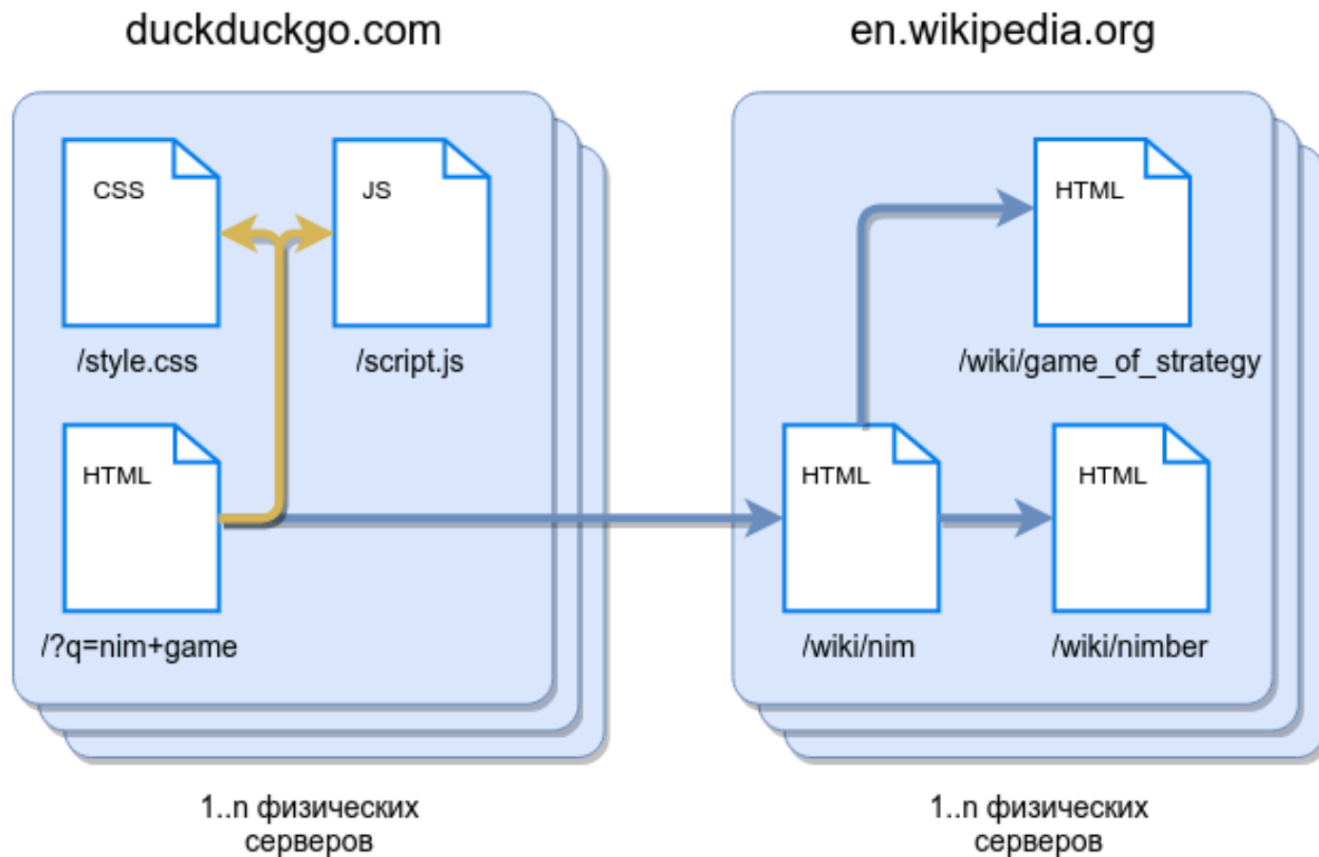 duckduckgo.com
en.wikipedia.org
CSS
JS
/style.css
/script.js
HTML
/?q=nim+game
HTML
/wiki/game_of_strategy
HTML
HTML
/wiki/nim
/wiki/nimber
1..n физических
серверов
1..n физических
серверов